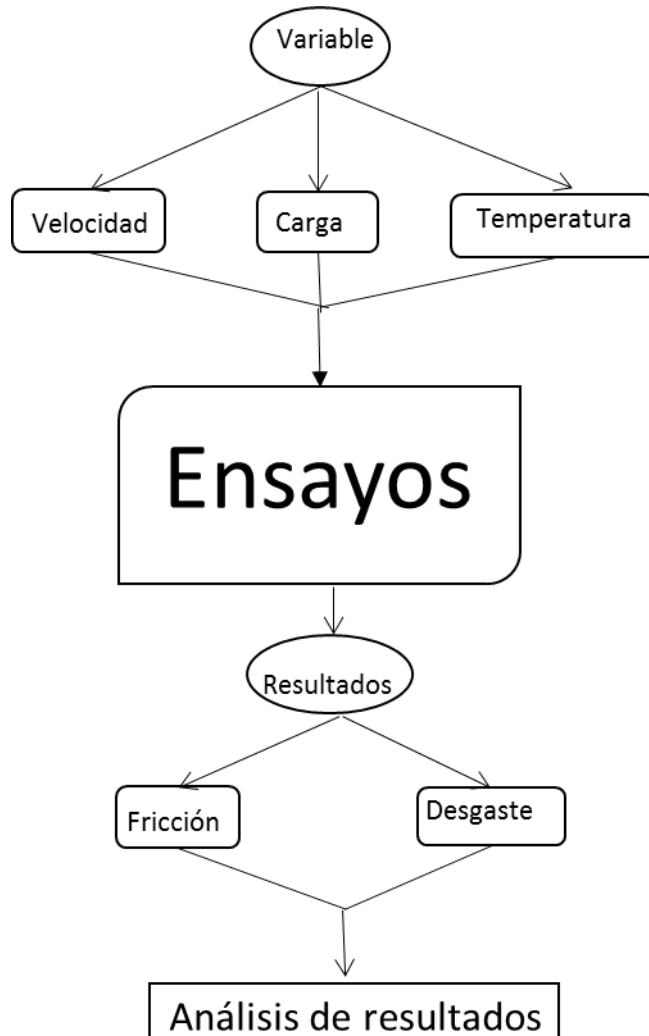 Variable
Velocidad
Carga
Temperatura
Ensayos
Resultados
Fricción
Desgaste
Análisis de resultados